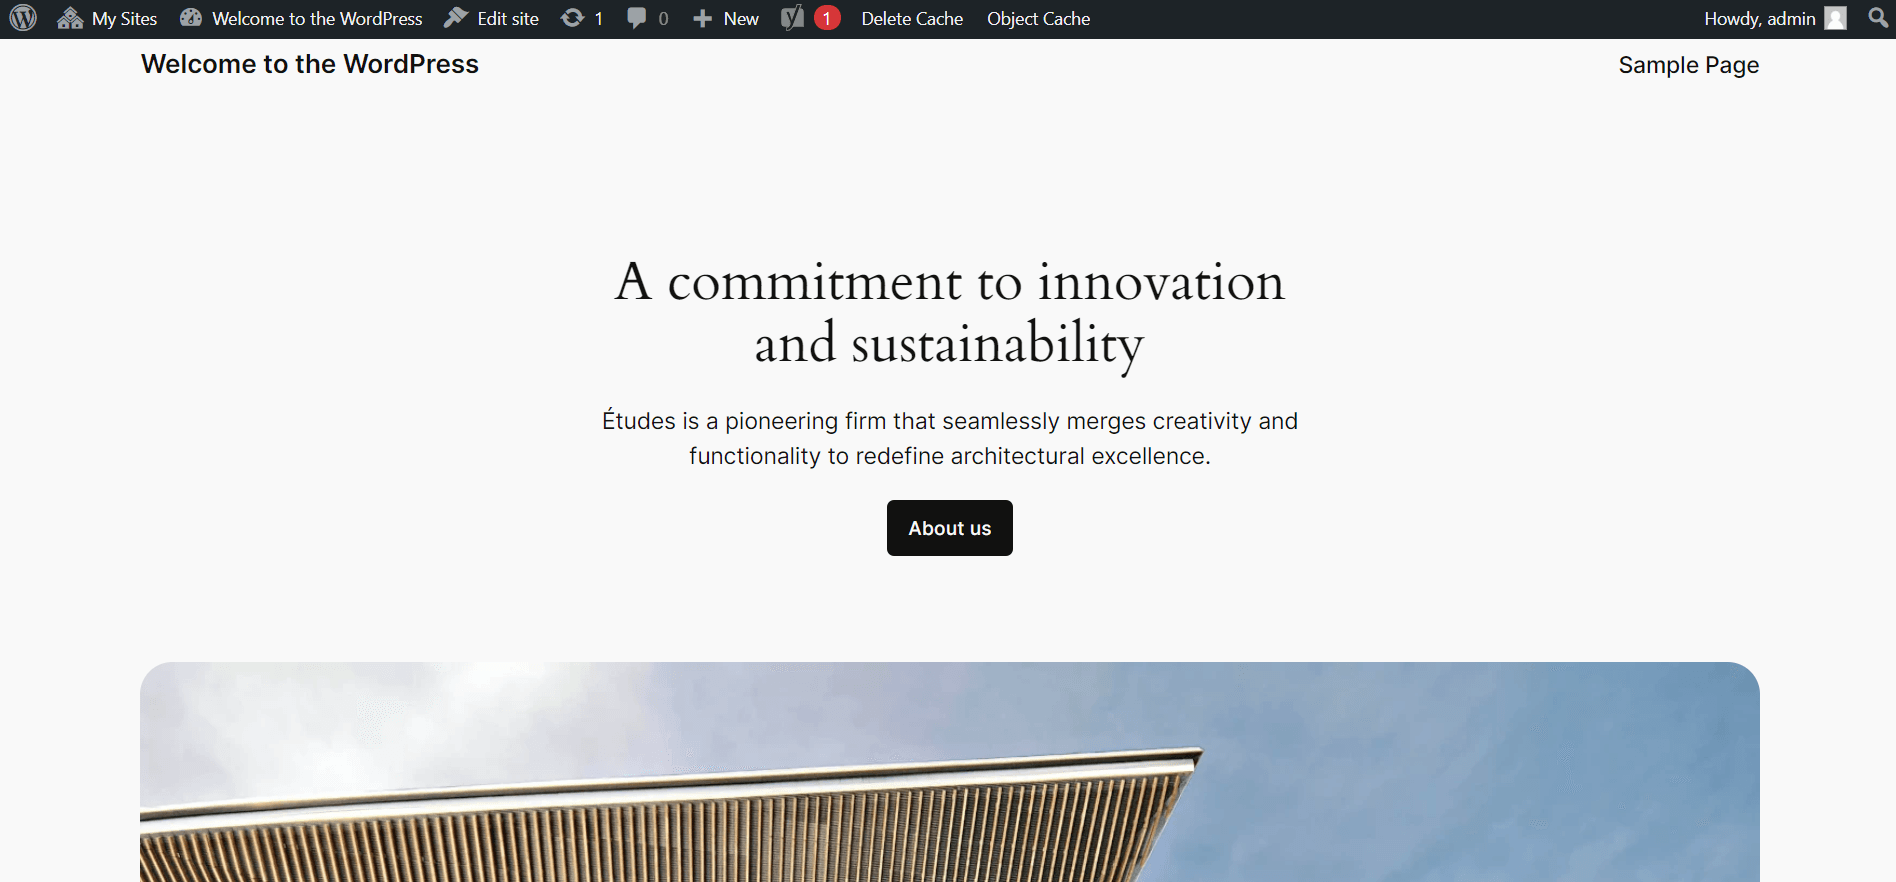 My Sites Welcome to the WordPress Edit site 1 0 New 1 Delete Cache Object Cache Howdy, admin
Welcome to the WordPress Sample Page
A commitment to innovation
and sustainability
Études is a pioneering firm that seamlessly merges creativity and
functionality to redefine architectural excellence.
About us